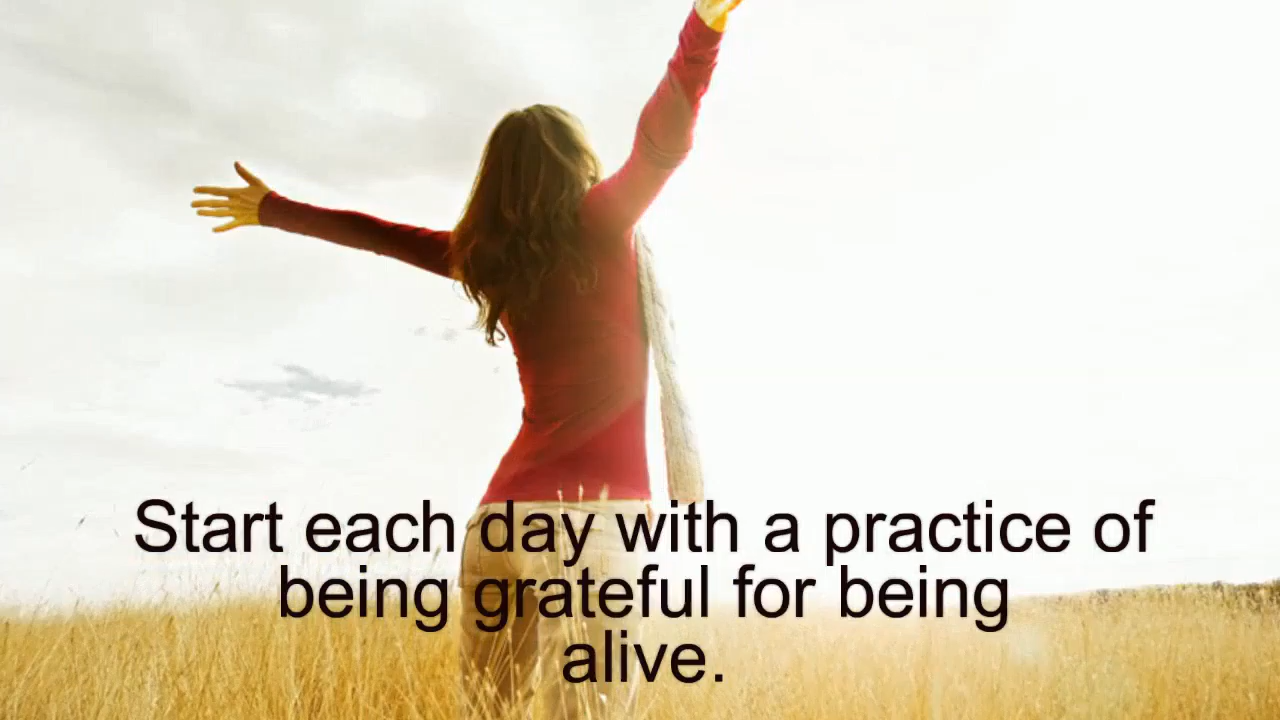 Start each day with a practice of
being grateful for being
alive.